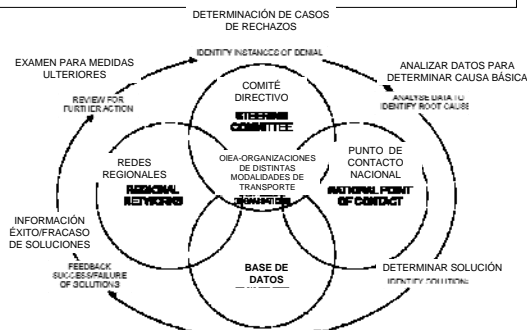 DETERMINACIÓN DE CASOS
DE RECHAZOS
IDENTIFY INSTANCES OF DENIAL
EXAMEN PARA MEDIDAS
ULTERIORES
REVIEW FOR
FURTHER ACTION
ANALIZAR DATOS PARA
DETERMINAR CAUSA BÁSICA
ANALYSE DATA TO
IDENTIFY ROOT CAUSE
COMITÉ
DIRECTIVO
STEERING
COMMITTEE
REDES
REGIONALES
REGIONAL
NETWORKS
OIEA-ORGANIZACIONES
DE DISTINTAS
MODALIDADES DE
TRANSPORTE
PUNTO DE
CONTACTO
NACIONAL
NATIONAL POINT
OF CONTACT
INFORMACIÓN
ÉXITO/FRACASO
DE SOLUCIONES
FEEDBACK
SUCCESS/FAILURE
OF SOLUTIONS
BASE DE
DATOS
DETERMINAR SOLUCIÓN
IDENTIFY SOLUTIONS